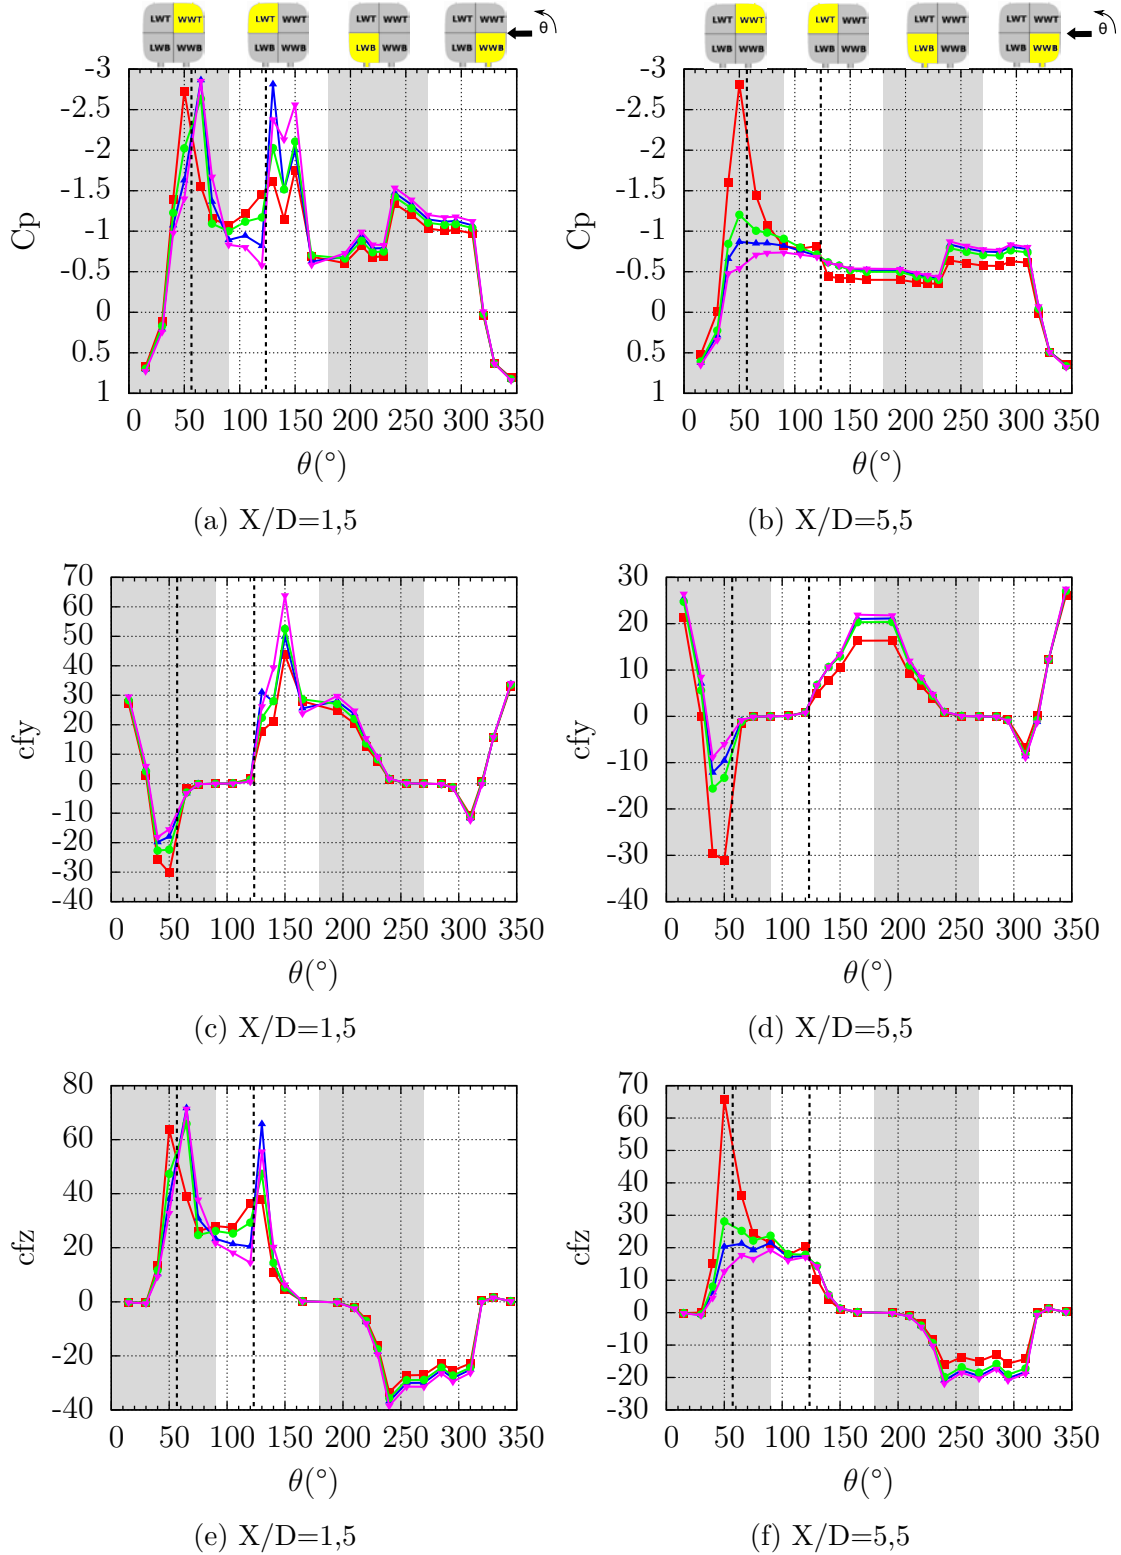 LWT WWT LWT WWT LWT WWT LWT WWT θ LWT WWT LWT WWT LWT WWT LWT WWT θ
LWB WWB LWB WWB LWB WWB LWB WWB LWB WWB LWB WWB LWB WWB LWB WWB
-3
-2.5
-2
-1.5
-1
-0.5
0
0.5
1
Cp
0 50 100 150 200 250 300 350
θ(°)
(a) X/D=1,5
-3
-2.5
-2
-1.5
-1
-0.5
0
0.5
1
Cp
0 50 100 150 200 250 300 350
θ(°)
(b) X/D=5,5
70
60
50
40
30
20
10
0
-10
-20
-30
-40
cfy
0 50 100 150 200 250 300 350
θ(°)
(c) X/D=1,5
30
20
10
0
-10
-20
-30
-40
cfy
0 50 100 150 200 250 300 350
θ(°)
(d) X/D=5,5
80
60
40
20
0
-20
-40
cfz
0 50 100 150 200 250 300 350
θ(°)
(e) X/D=1,5
70
60
50
40
30
20
10
0
-10
-20
-30
cfz
0 50 100 150 200 250 300 350
θ(°)
(f) X/D=5,5